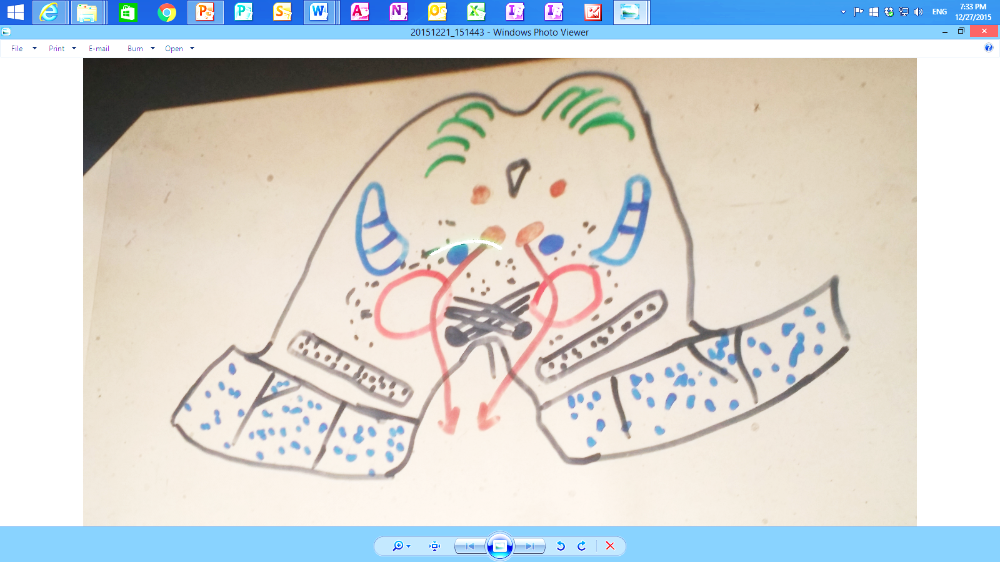 ENG
7:33 PM
12/27/2015
20151221_151443 - Windows Photo Viewer
File Print E-mail Burn Open